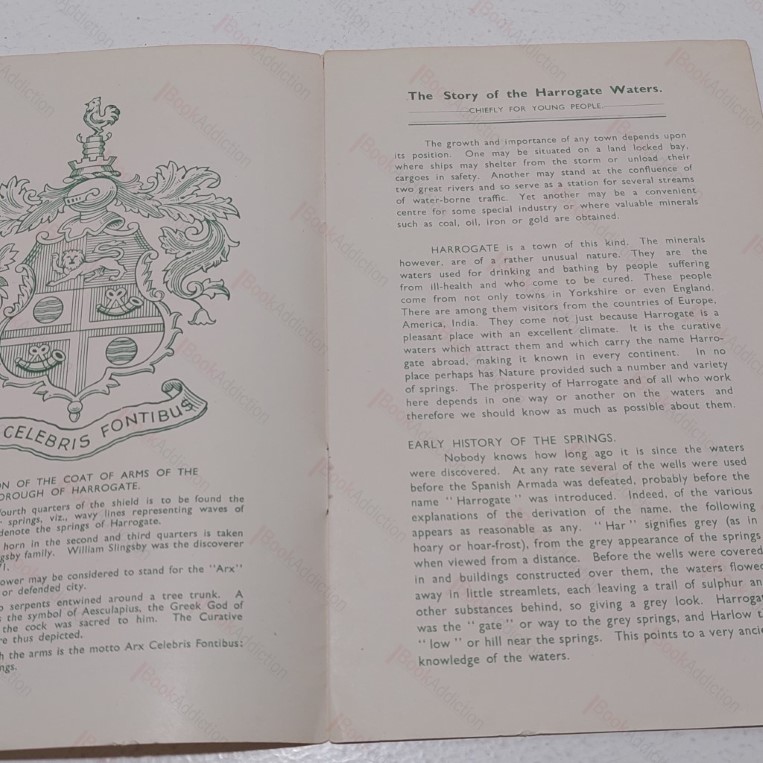 CELEBRIS FONTIBUS
ON OF THE COAT OF ARMS OF THE
OROUGH OF HARROGATE.
fourth quarters of the shield is to be found the
springs, viz., wavy lines representing waves of
denote the springs of Harrogate.
horn in the second and third quarters is taken
gsby family. William Slingsby was the discoverer
ower may be considered to stand for the "Arx"
or defended city.
serpents entwined around a tree trunk. A
the symbol of Aesculapius, the Greek God of
the cock was sacred to him. The Curative
re thus depicted.
h the arms is the motto Arx Celebris Fontibus:
ngs.
The Story of the Harrogate Waters.
CHIEFLY FOR YOUNG PEOPLE.
The growth and importance of any town depends upon
its position. One may be situated on a land locked bay,
where ships may shelter from the storm or unload their
cargoes in safety. Another may stand at the confluence of
two great rivers and so serve as a station for several streams
of water-borne traffic. Yet another may be a convenient
centre for some special industry or where valuable minerals
such as coal, oil, iron or gold are obtained.
HARROGATE is a town of this kind. The minerals
however, are of a rather unusual nature. They are the
waters used for drinking and bathing by people suffering
from ill-health and who come to be cured. These people
come from not only towns in Yorkshire or even England.
There are among them visitors from the countries of Europe,
America, India. They come not just because Harrogate is a
pleasant place with an excellent climate. It is the curative
waters which attract them and which carry the name Harro-
gate abroad, making it known in every continent. In no
place perhaps has Nature provided such a number and variety
of springs. The prosperity of Harrogate and of all who work
here depends in one way or another on the waters and
therefore we should know as much as possible about them.
EARLY HISTORY OF THE SPRINGS.
Nobody knows how long ago it is since the waters
were discovered. At any rate several of the wells were used
before the Spanish Armada was defeated, probably before the
name "Harrogate" was introduced. Indeed, of the various
explanations of the derivation of the name, the following
appears as reasonable as any. "Har" signifies grey (as in
hoary or hoar-frost), from the grey appearance of the springs
when viewed from a distance. Before the wells were covered
in and buildings constructed over them, the waters flowe
away in little streamlets, each leaving a trail of sulphur an
other substances behind, so giving a grey look. Harroga
was the "gate" or way to the grey springs, and Harlow t
"low" or hill near the springs. This points to a very anci
knowledge of the waters.